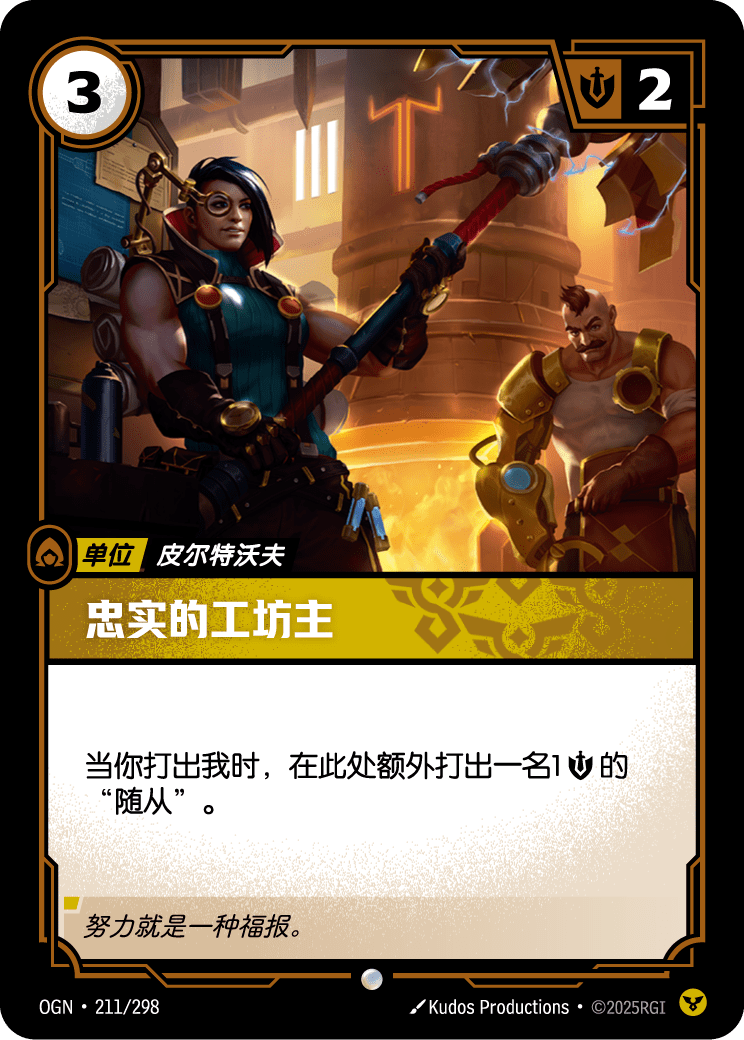 3
2
单位 皮尔特沃夫
忠实的工坊主
当你打出我时，在此处额外打出一名1 的
“随从”。
努力就是一种福报。
OGN • 211/298
Kudos Productions • ©2025RGI